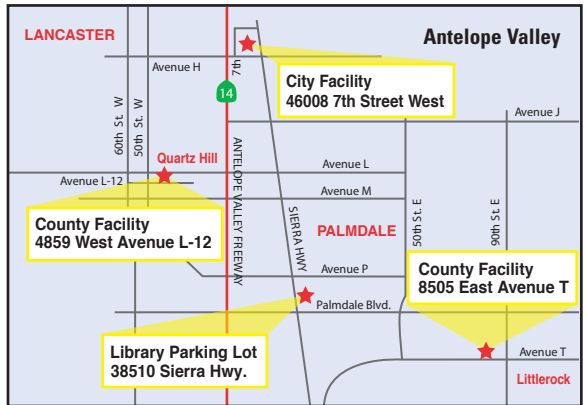 LANCASTER
Antelope Valley
7th
Avenue H
City Facility
46008 7th Street West
14
60th St. W
50th St. W
Avenue J
Quartz Hill
ANTELOPE VALLEY FREEWAY
Avenue L
Avenue L-12
Avenue M
SIERRA HWY
County Facility
4859 West Avenue L-12
PALMDALE
50th St. E
90th St. E
Avenue P
County Facility
8505 East Avenue T
Palmdale Blvd.
Library Parking Lot
38510 Sierra Hwy.
Avenue T
Littlerock